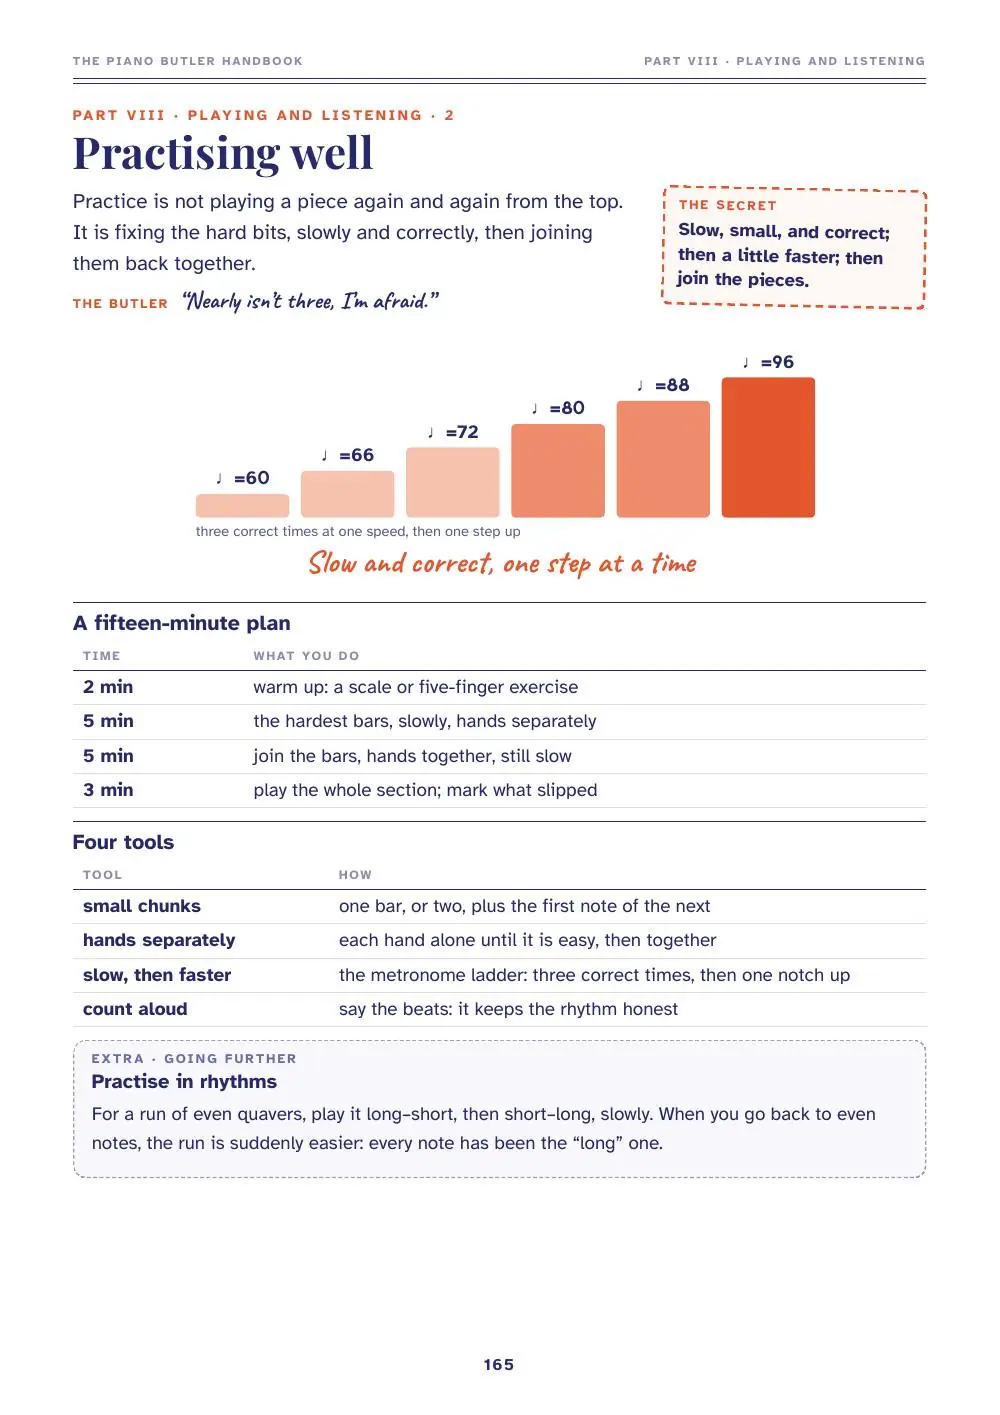 THE PIANO BUTLER HANDBOOK
PART VIII · PLAYING AND LISTENING
PART VIII · PLAYING AND LISTENING · 2
Practising well
Practice is not playing a piece again and again from the top.
It is fixing the hard bits, slowly and correctly, then joining
them back together.
THE BUTLER “Nearly isn’t three, I’m afraid.”
THE SECRET
Slow, small, and correct;
then a little faster; then
join the pieces.
♩=60
♩=66
♩=72
♩=80
♩=88
♩=96
three correct times at one speed, then one step up
Slow and correct, one step at a time
A fifteen-minute plan
TIME WHAT YOU DO
2 min warm up: a scale or five-finger exercise
5 min the hardest bars, slowly, hands separately
5 min join the bars, hands together, still slow
3 min play the whole section; mark what slipped
Four tools
TOOL HOW
small chunks one bar, or two, plus the first note of the next
hands separately each hand alone until it is easy, then together
slow, then faster the metronome ladder: three correct times, then one notch up
count aloud say the beats: it keeps the rhythm honest
EXTRA · GOING FURTHER
Practise in rhythms
For a run of even quavers, play it long–short, then short–long, slowly. When you go back to even
notes, the run is suddenly easier: every note has been the “long” one.
165